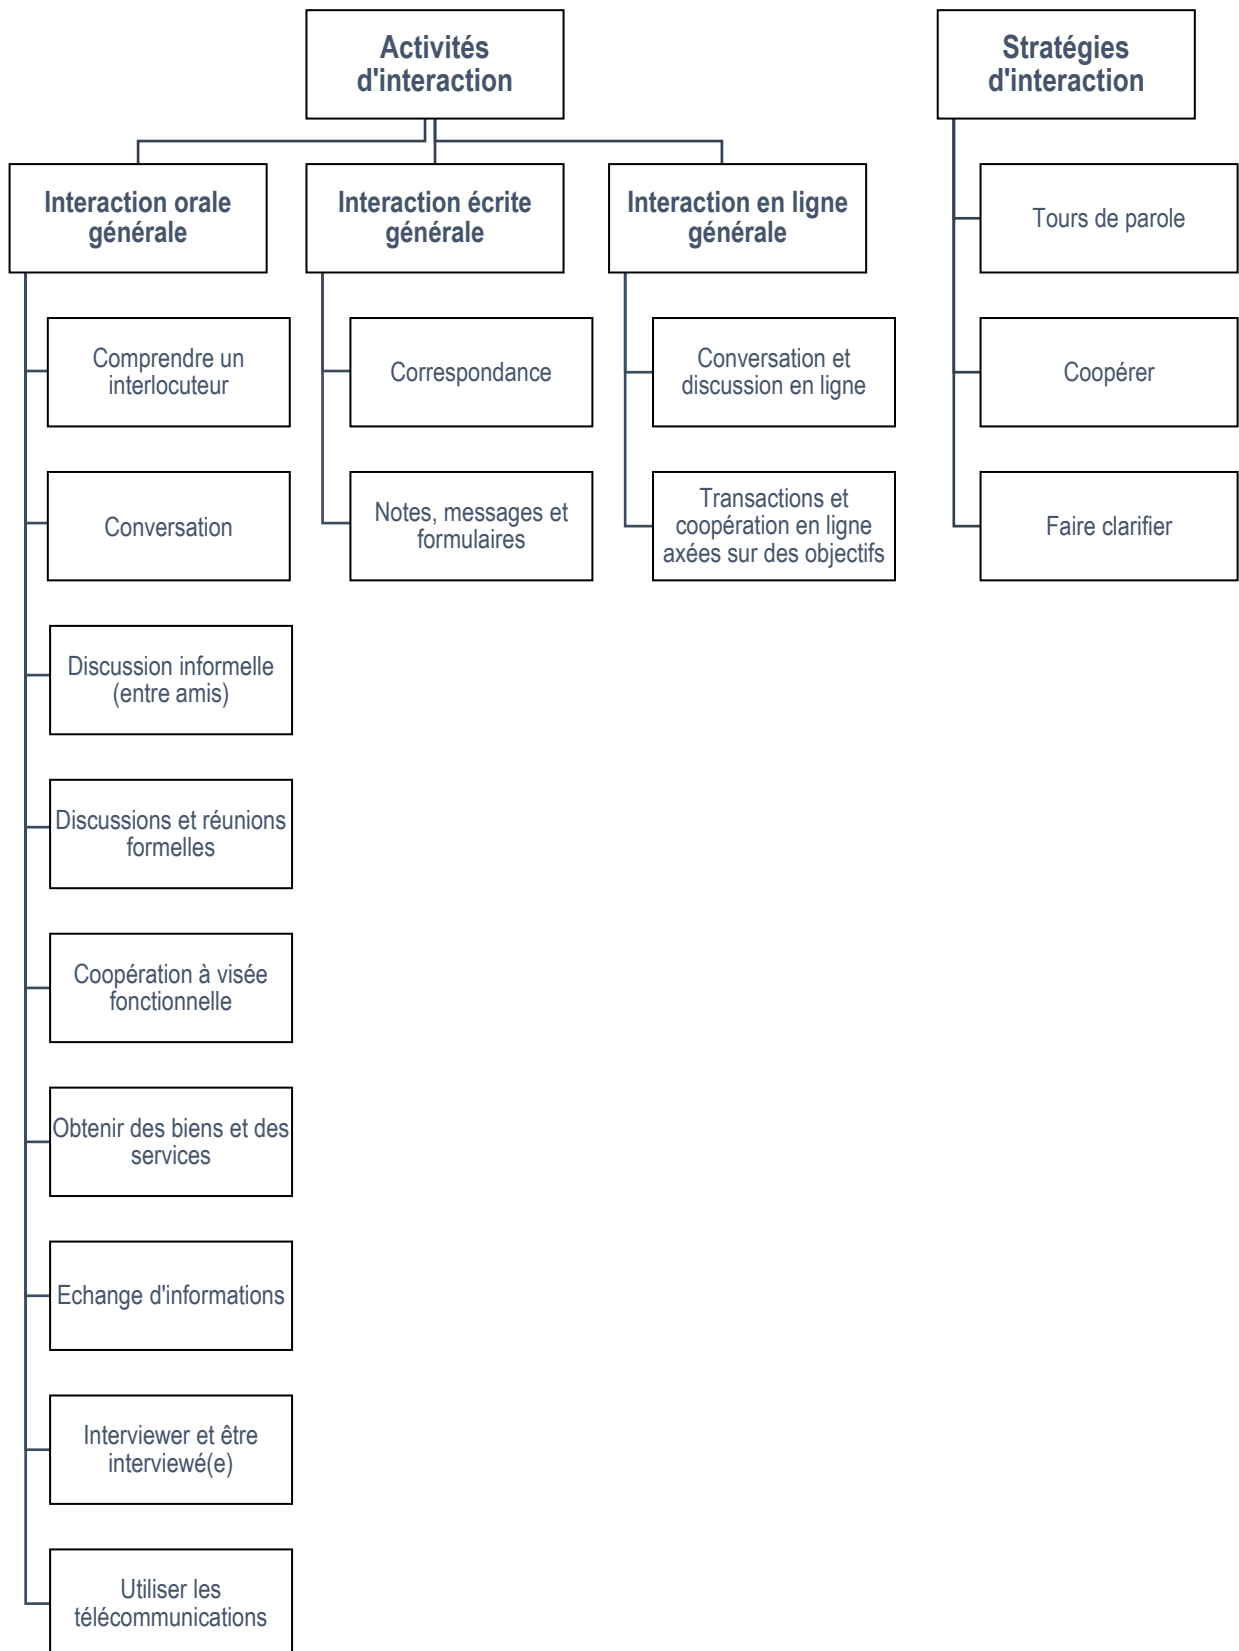 Activités
d'interaction
Stratégies
d'interaction
Interaction orale
générale
Interaction écrite
générale
Interaction en ligne
générale
Tours de parole
Comprendre un
interlocuteur
Correspondance
Conversation et
discussion en ligne
Coopérer
Conversation
Notes, messages et
formulaires
Transactions et
coopération en ligne
axées sur des objectifs
Faire clarifier
Discussion informelle
(entre amis)
Discussions et réunions
formelles
Coopération à visée
fonctionnelle
Obtenir des biens et des
services
Echange d'informations
Interviewer et être
interviewé(e)
Utiliser les
télécommunications